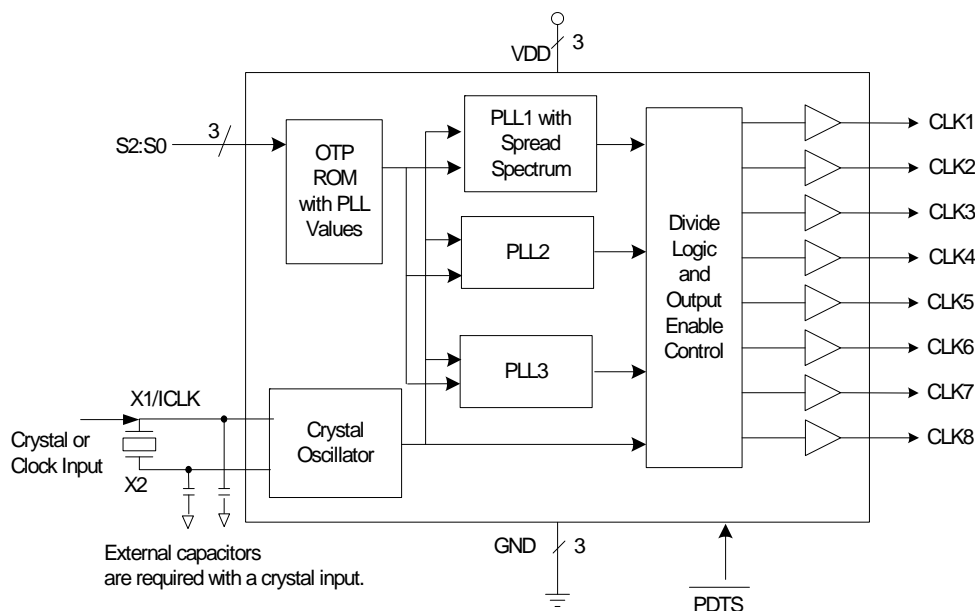 VDD
3
S2:S0
3
OTP
ROM
with PLL
Values
PLL1 with
Spread
Spectrum
PLL2
PLL3
Divide
Logic
and
Output
Enable
Control
CLK1
CLK2
CLK3
CLK4
CLK5
CLK6
CLK7
CLK8
X1/ICLK
Crystal or
Clock Input
X2
Crystal
Oscillator
External capacitors
are required with a crystal input.
GND
3
PDTS